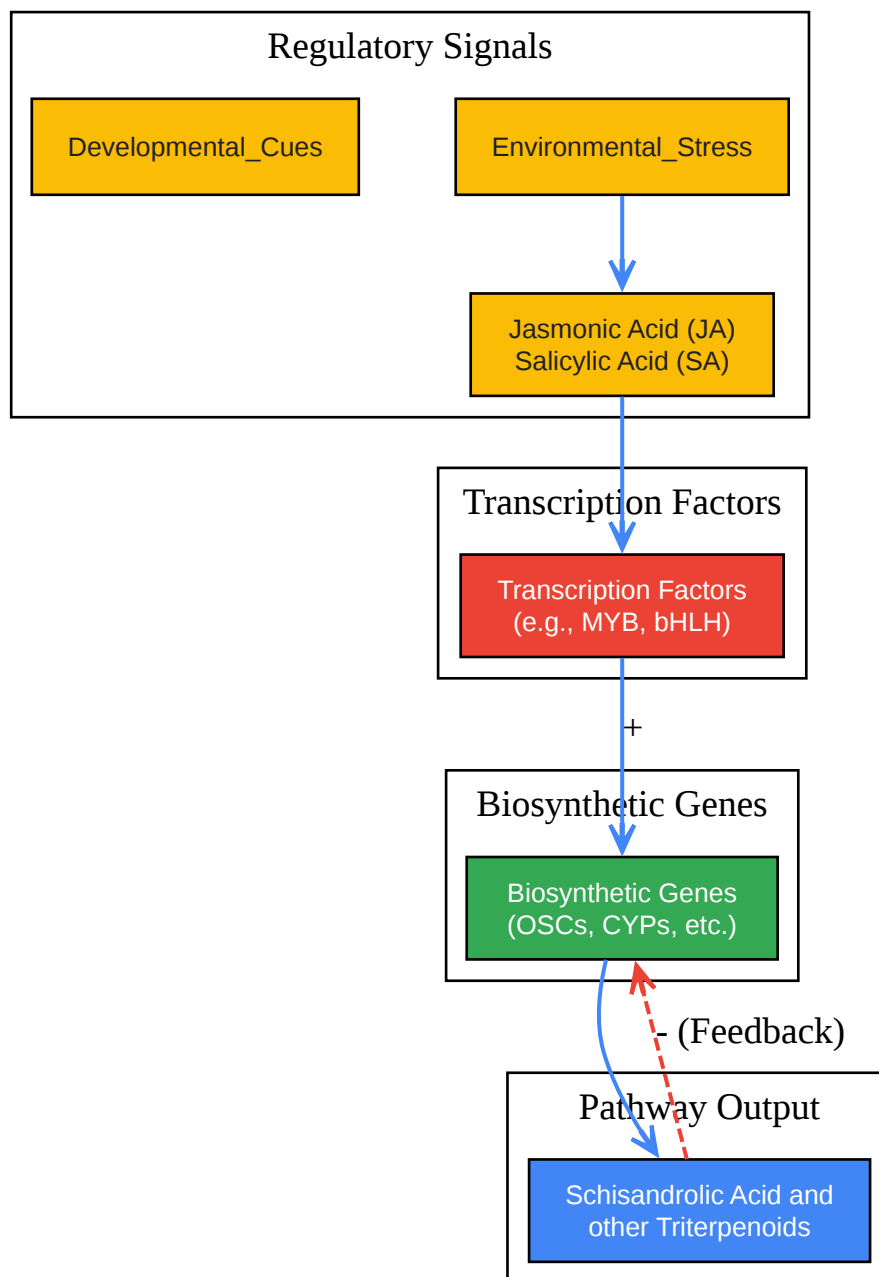 Regulatory Signals
Developmental_Cues
Environmental_Stress
Jasmonic Acid (JA)
Salicylic Acid (SA)
Transcription Factors
Transcription Factors
(e.g., MYB, bHLH)
+
Biosynthetic Genes
Biosynthetic Genes
(OSCs, CYPs, etc.)
- (Feedback)
Pathway Output
Schisandrolic Acid and
other Triterpenoids